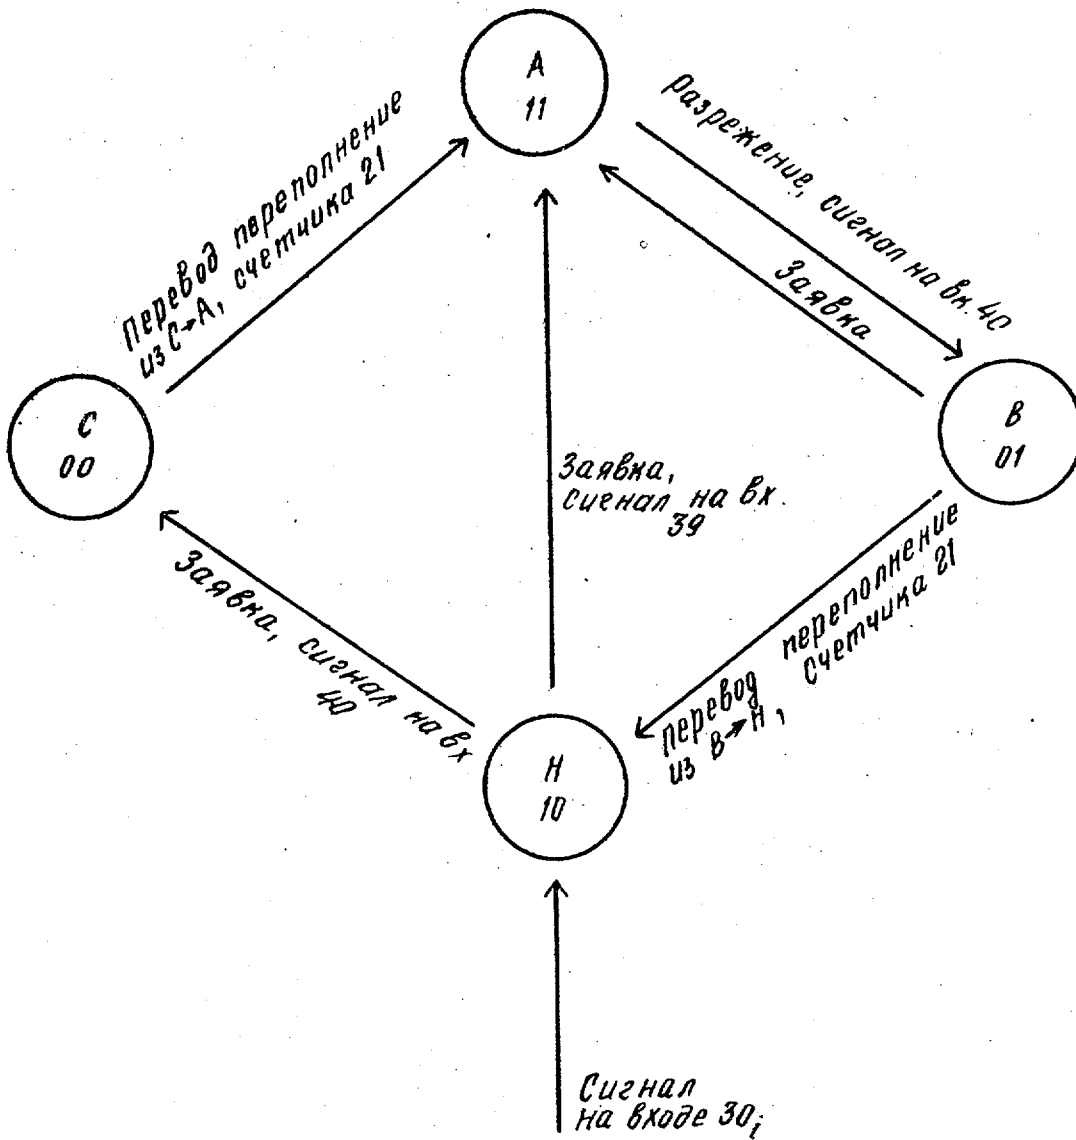 А
11
Разрежение, сигнал на вх. 40
Заявка
Перевод переполнение
из С→А, счетчика 21
С
00
В
01
Заявка,
сигнал на вх.
39
Заявка, сигнал на вх
40
перевод переполнение
из В→Н, Счетчика 21
Н
10
Сигнал
на входе 30i